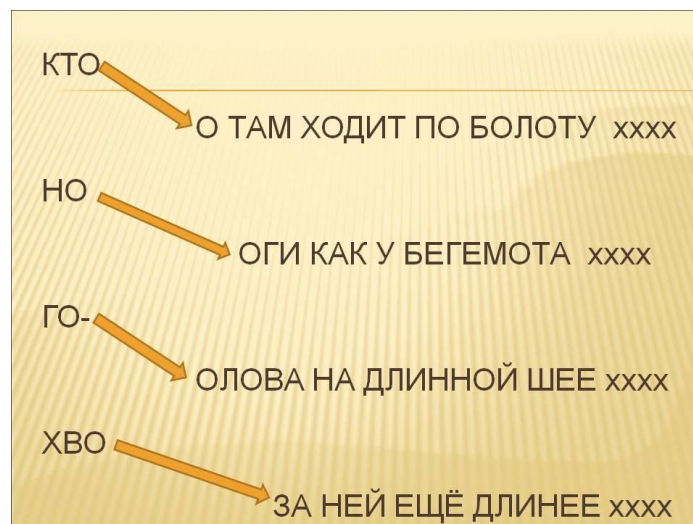 КТО
О ТАМ ХОДИТ ПО БОЛОТУ хххх
НО
ОГИ КАК У БЕГЕМОТА хххх
ГО-
ОЛОВА НА ДЛИННОЙ ШЕЕ хххх
ХВО
ЗА НЕЙ ЕЩЁ ДЛИНЕЕ хххх